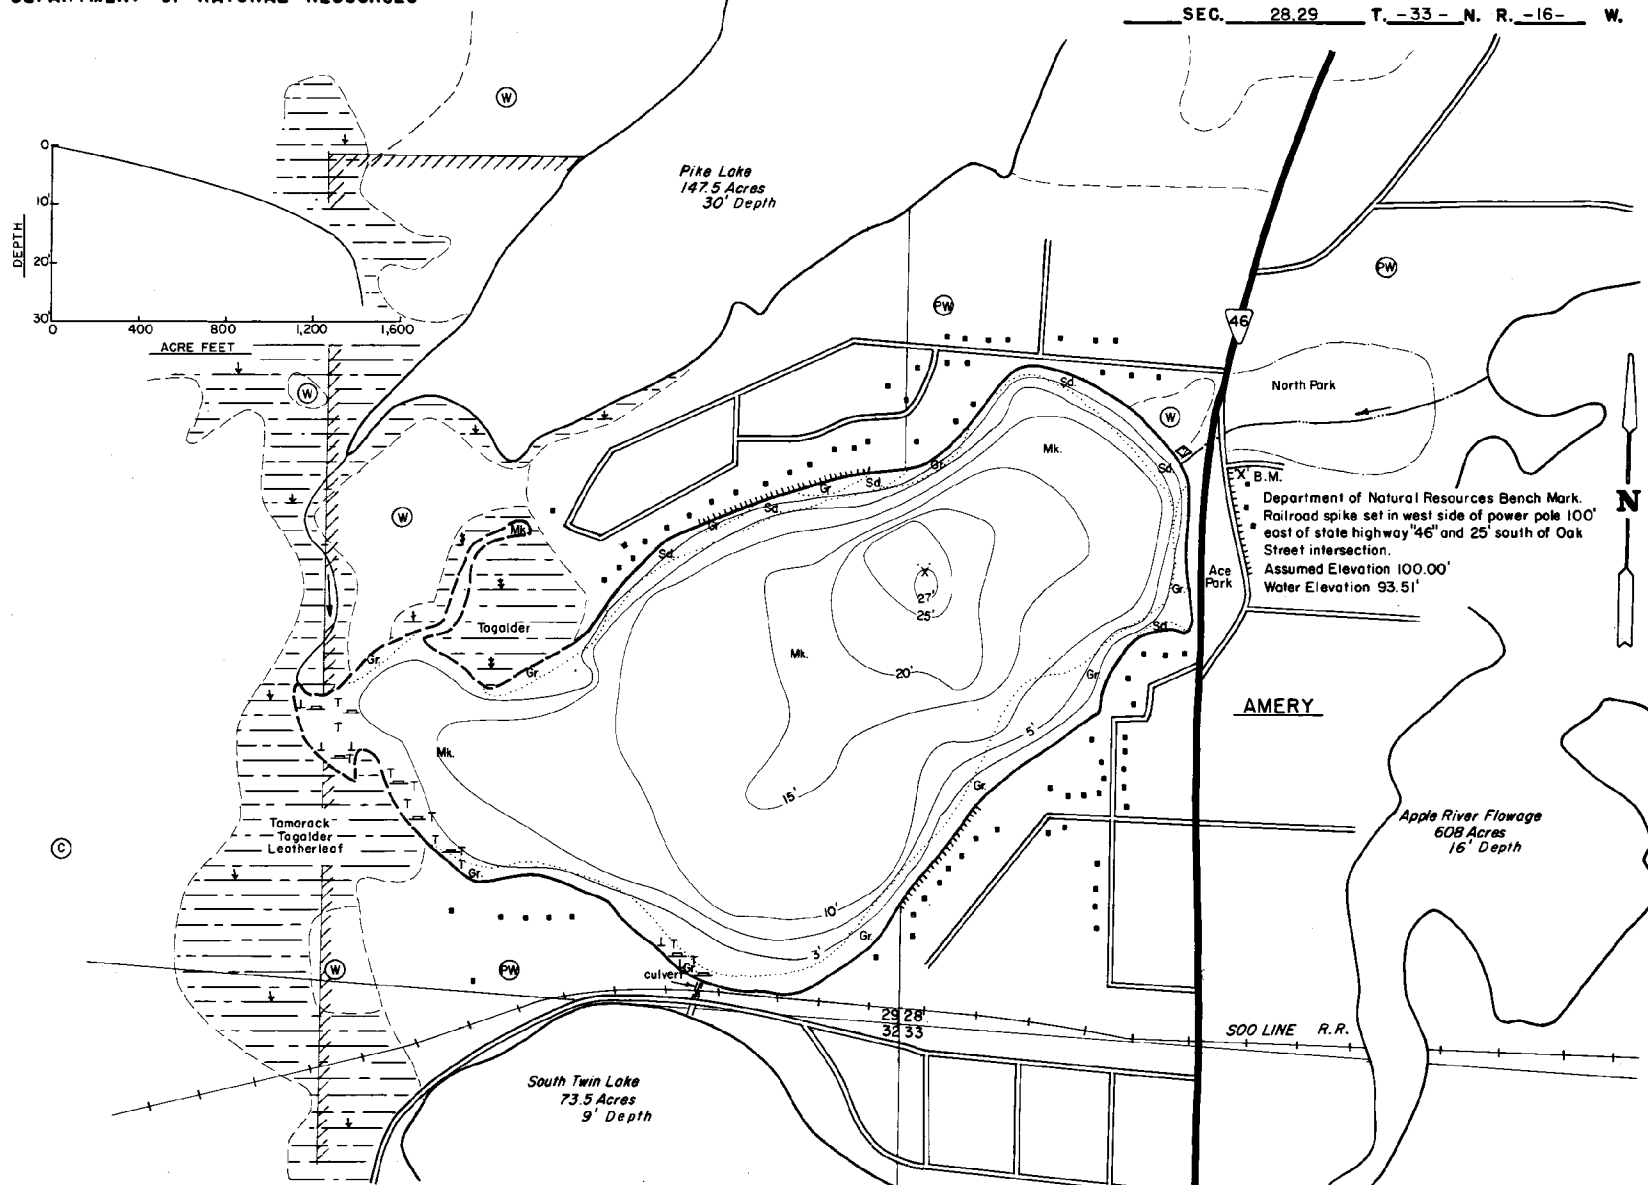 SEC. 28,29 T. -33- N. R. -16- W.
W
Pike Lake
147.5 Acres
30' Depth
0
10'
20'
30'
DEPTH
0 400 800 1,200 1,600
ACRE FEET
PW
PW
46
North Park
W
W
W
Sd.
Mk.
Gr.
Sd.
Gr.
Sd.
Gr.
Sd.
Sd.
X B.M.
Department of Natural Resources Bench Mark.
Railroad spike set in west side of power pole 100'
east of state highway "46" and 25' south of Oak
Street intersection.
Assumed Elevation 100.00'
Water Elevation 93.51'
N
Mk.
Ace
Park
Gr.
X
27'
25'
20'
15'
10'
5'
3'
Tagalder
Gr.
Gr.
Mk.
Sd.
Gr.
AMERY
Mk.
Gr.
Tamarack
Tagalder
Leatherleaf
C
Gr.
Apple River Flowage
608 Acres
16' Depth
Gr.
W
PW
Gr.
culvert
29 28
32 33
SOO LINE R.R.
South Twin Lake
73.5 Acres
9' Depth